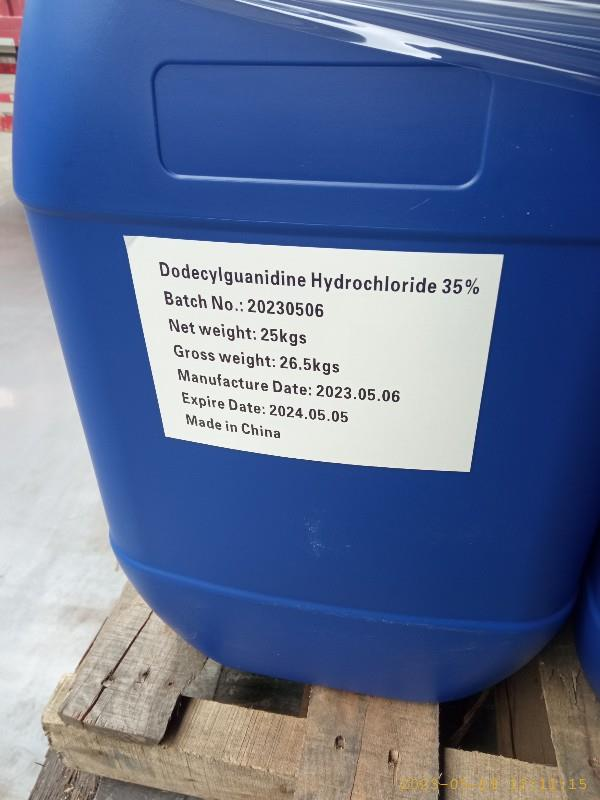 Dodecylguanidine Hydrochloride 35%
Batch No.: 20230506
Net weight: 25kgs
Gross weight: 26.5kgs
Manufacture Date: 2023.05.06
Expire Date: 2024.05.05
Made in China